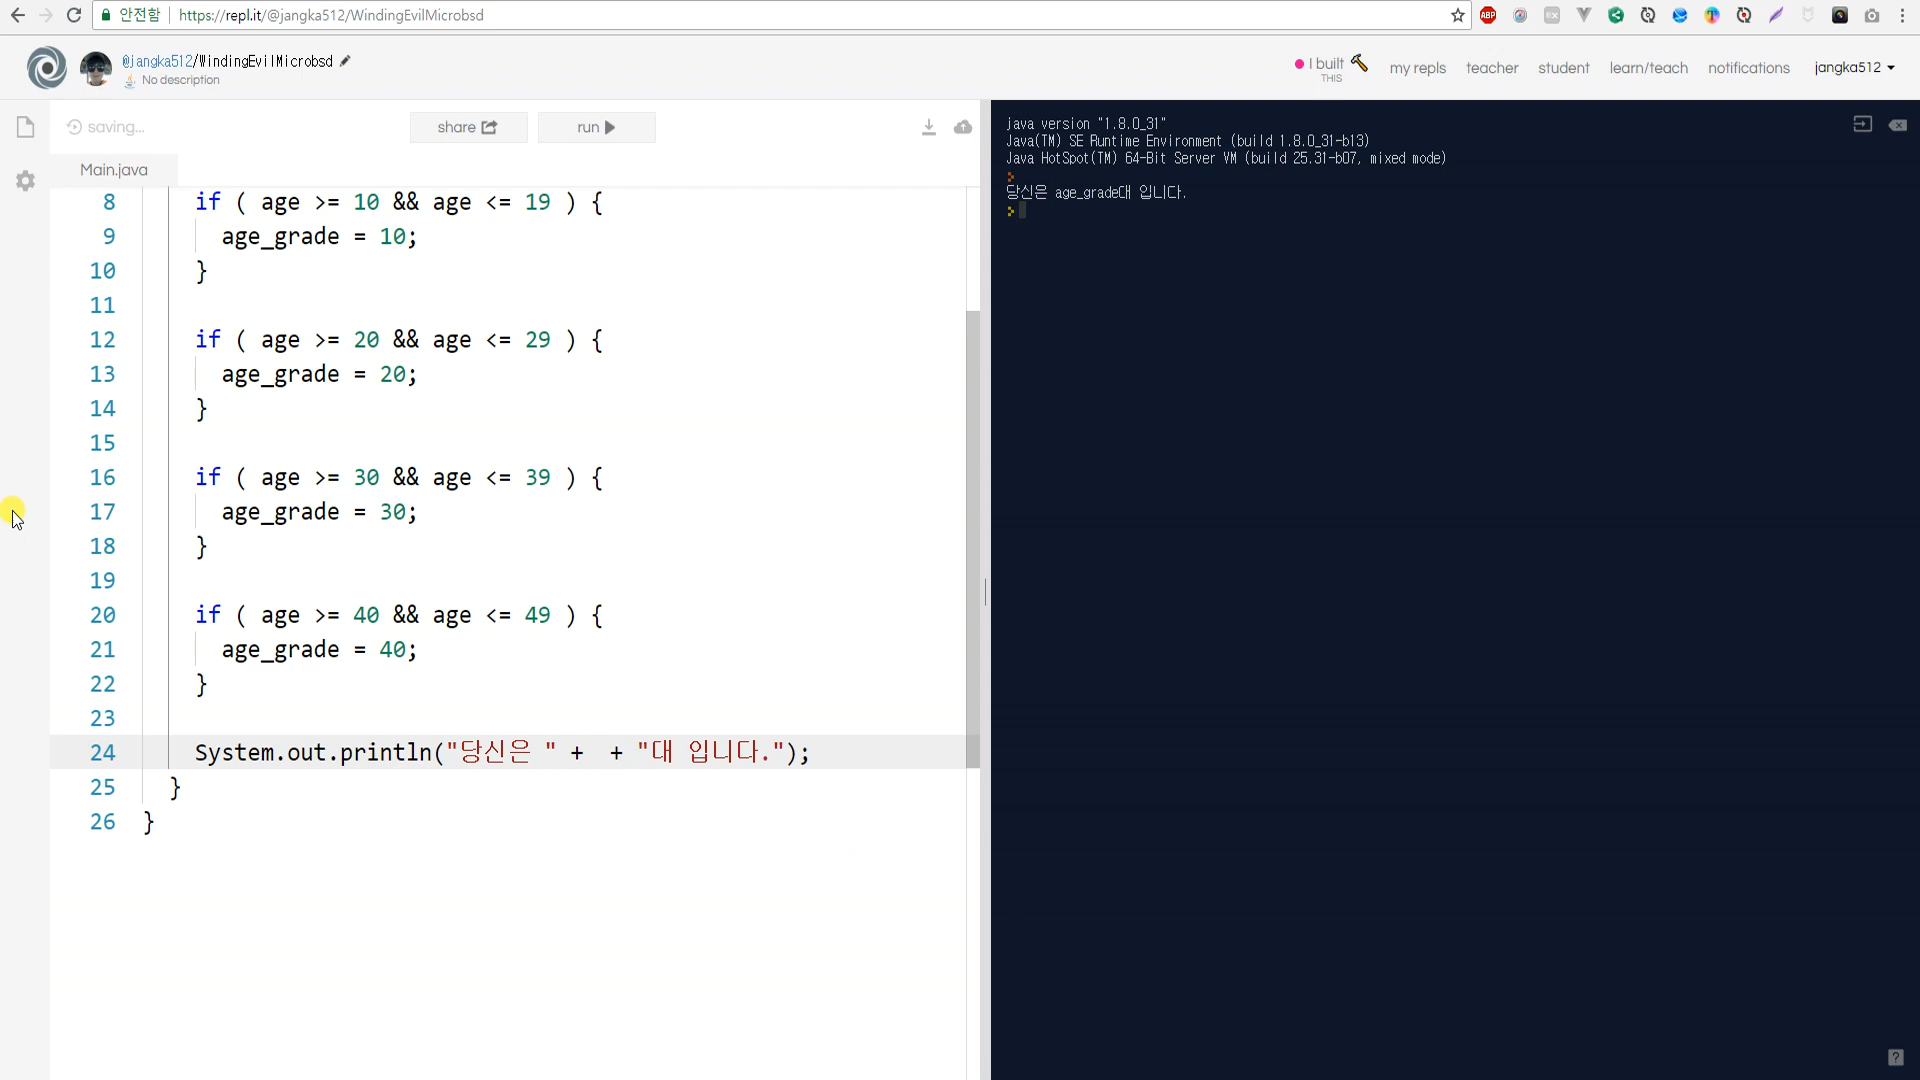 안전함 https://repl.it/@jangka512/WindingEvilMicrobsd
@jangka512/WindingEvilMicrobsd
No description
I built
THIS
my repls teacher student learn/teach notifications jangka512
saving...
share run
Main.java
8 if ( age >= 10 && age <= 19 ) {
9 age_grade = 10;
10 }
11
12 if ( age >= 20 && age <= 29 ) {
13 age_grade = 20;
14 }
15
16 if ( age >= 30 && age <= 39 ) {
17 age_grade = 30;
18 }
19
20 if ( age >= 40 && age <= 49 ) {
21 age_grade = 40;
22 }
23
24 System.out.println("당신은 " +  + "대 입니다.");
25 }
26 }
java version "1.8.0_31"
Java(TM) SE Runtime Environment (build 1.8.0_31-b13)
Java HotSpot(TM) 64-Bit Server VM (build 25.31-b07, mixed mode)
>
당신은 age_grade대 입니다.
>
ABP
?